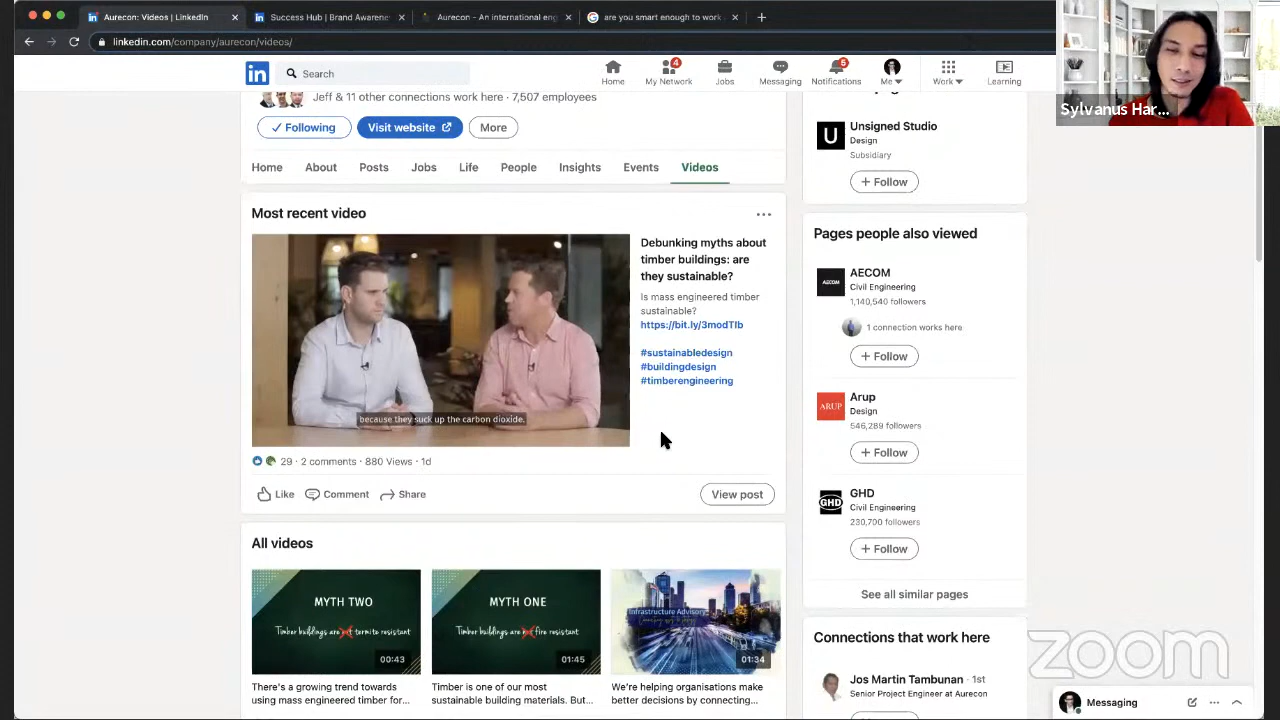 Aurecon: Videos | LinkedIn
Success Hub | Brand Awaren
Aurecon - An international eng
are you smart enough to work
linkedin.com/company/aurecon/videos/
in
Search
Home
4
My Network
Jobs
Messaging
5
Notifications
Me
Work
Learning
Sylvanus Har...
Jeff & 11 other connections work here · 7,507 employees
Following
Visit website
More
Home
About
Posts
Jobs
Life
People
Insights
Events
Videos
Most recent video
Debunking myths about
timber buildings: are
they sustainable?
Is mass engineered timber
sustainable?
https://bit.ly/3modTIb
#sustainabledesign
#buildingdesign
#timberengineering
because they suck up the carbon dioxide.
29 · 2 comments · 880 Views · 1d
Like
Comment
Share
View post
All videos
MYTH TWO
Timber buildings are not termite resistant
00:43
There's a growing trend towards
using mass engineered timber for...
MYTH ONE
Timber buildings are not fire resistant
01:45
Timber is one of our most
sustainable building materials. But...
Infrastructure Advisory
01:34
We're helping organisations make
better decisions by connecting...
U
Unsigned Studio
Design
Subsidiary
+ Follow
Pages people also viewed
AECOM
AECOM
Civil Engineering
1,140,540 followers
1 connection works here
+ Follow
ARUP
Arup
Design
546,289 followers
+ Follow
GHD
GHD
Civil Engineering
230,700 followers
+ Follow
See all similar pages
Connections that work here
Jos Martin Tambunan · 1st
Senior Project Engineer at Aurecon
zoom
Messaging